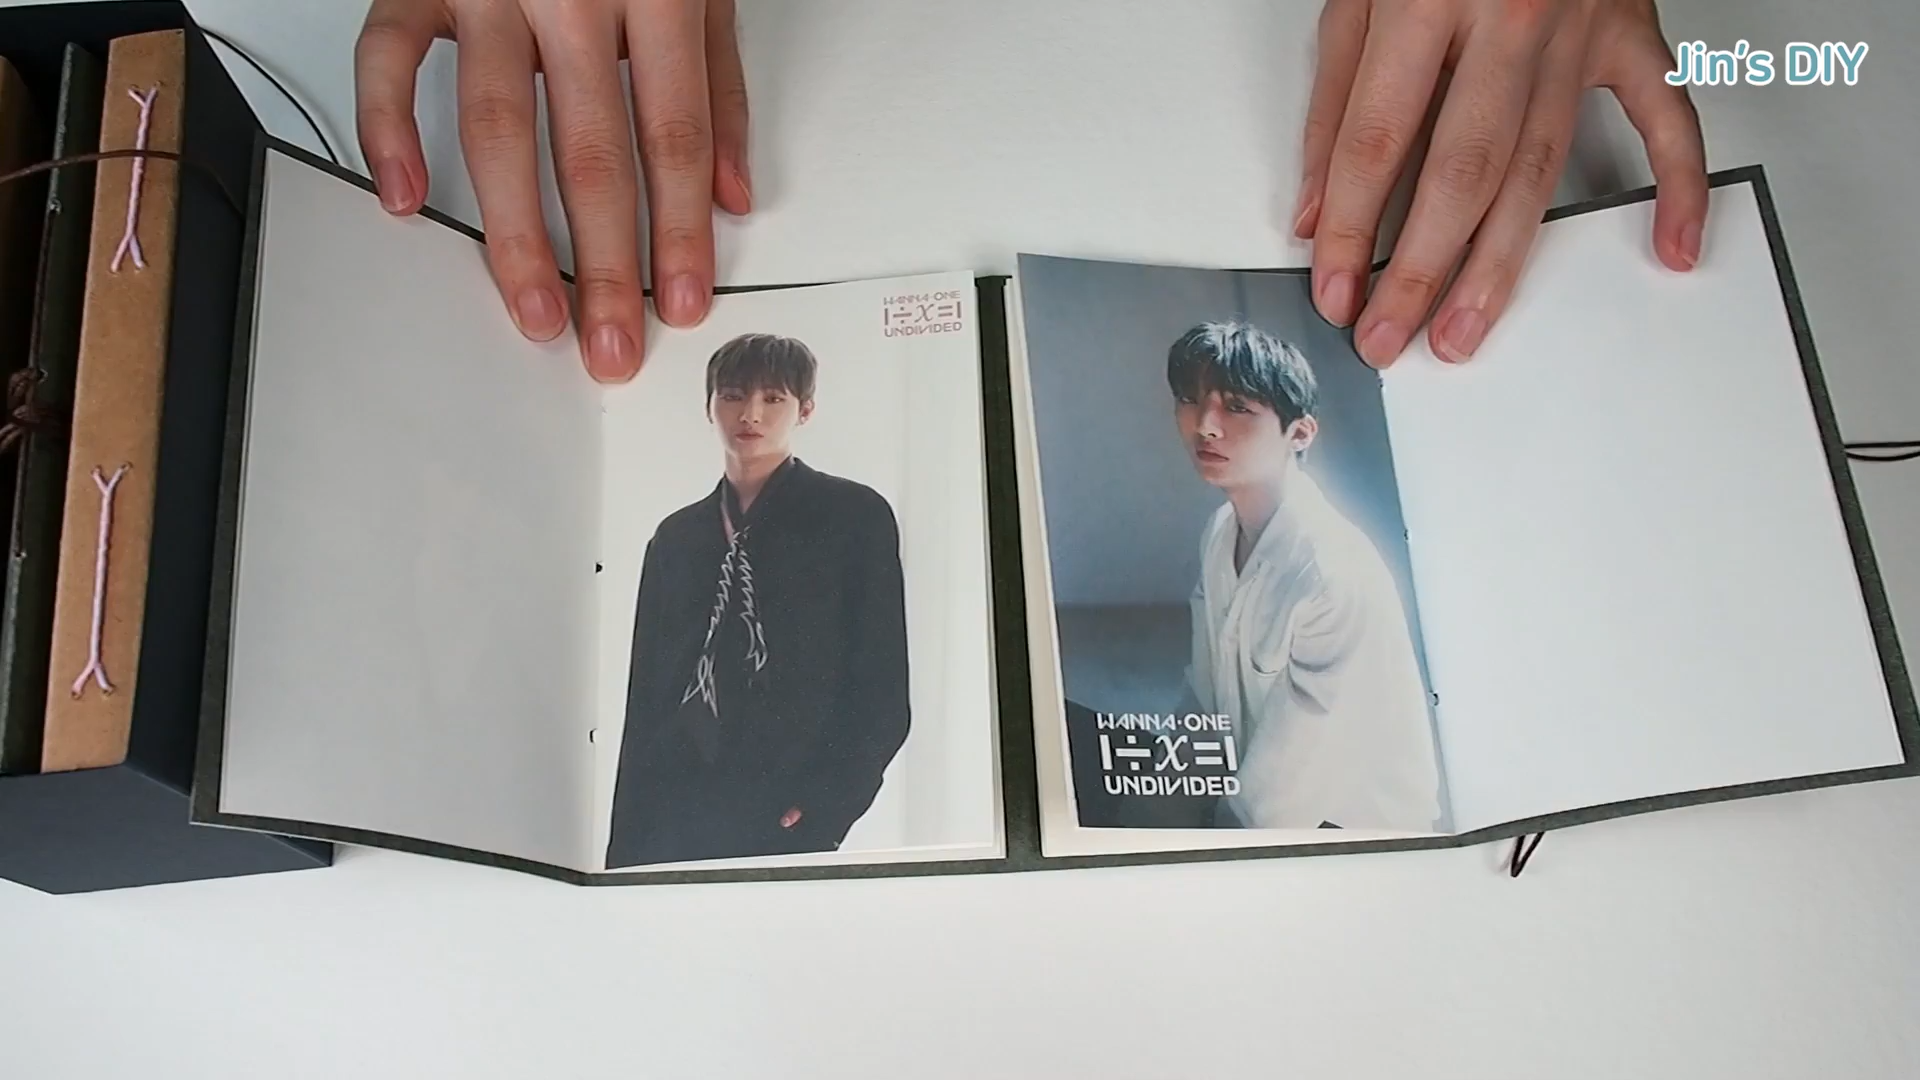 Jin's DIY
WANNA·ONE
1÷x=1
UNDIVIDED
WANNA·ONE
1÷x=1
UNDIVIDED